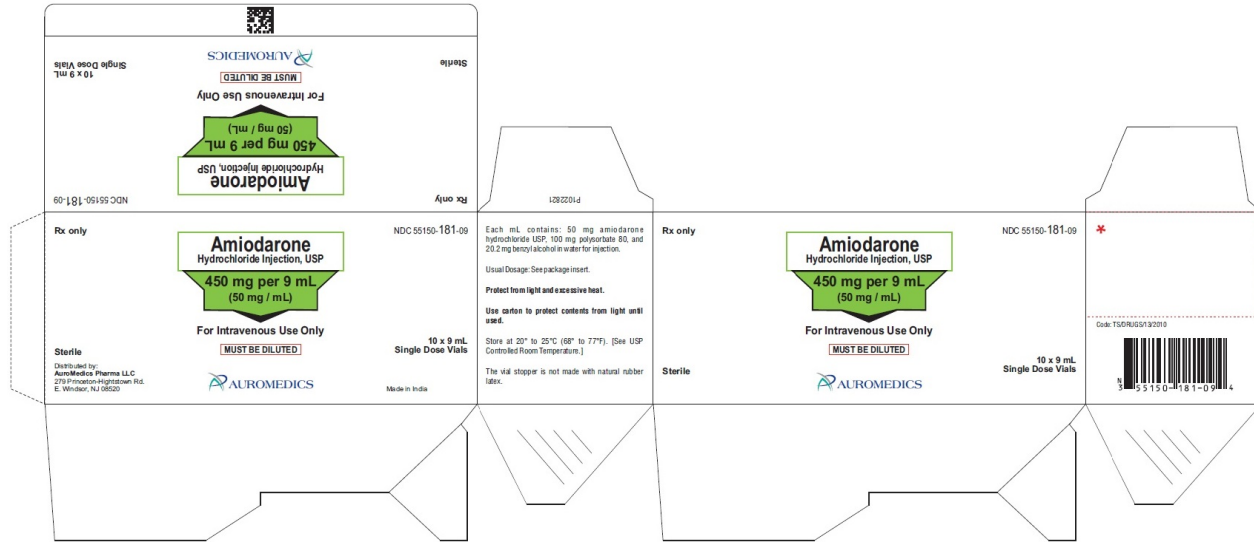 AUROMEDICS
MUST BE DILUTED
For Intravenous Use Only
450 mg per 9 mL
(50 mg / mL)
Amiodarone
Hydrochloride Injection, USP
Sterile
10 x 9 mL
Single Dose Vials
Rx only
NDC 55150-181-09
Rx only
NDC 55150-181-09
Amiodarone
Hydrochloride Injection, USP
450 mg per 9 mL
(50 mg / mL)
For Intravenous Use Only
MUST BE DILUTED
Sterile
10 x 9 mL
Single Dose Vials
Distributed by:
AuroMedics Pharma LLC
279 Princeton-Hightstown Rd.
E. Windsor, NJ 08520
AUROMEDICS
Made in India
P1022821
Each mL contains: 50 mg amiodarone
hydrochloride USP, 100 mg polysorbate 80, and
20.2 mg benzyl alcohol in water for injection.
Usual Dosage: See package insert.
Protect from light and excessive heat.
Use carton to protect contents from light until
used.
Store at 20° to 25°C (68° to 77°F). [See USP
Controlled Room Temperature.]
The vial stopper is not made with natural rubber
latex.
Rx only
NDC 55150-181-09
Amiodarone
Hydrochloride Injection, USP
450 mg per 9 mL
(50 mg / mL)
For Intravenous Use Only
MUST BE DILUTED
Sterile
10 x 9 mL
Single Dose Vials
AUROMEDICS
*
Code: TS/DRUGS/13/2010
N
3 55150-181-09 4